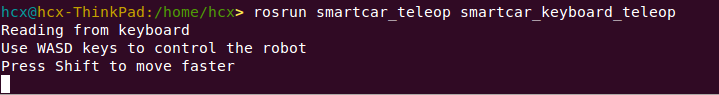 hcx@hcx-ThinkPad:/home/hcx> rosrun smartcar_teleop smartcar_keyboard_teleop
Reading from keyboard
Use WASD keys to control the robot
Press Shift to move faster